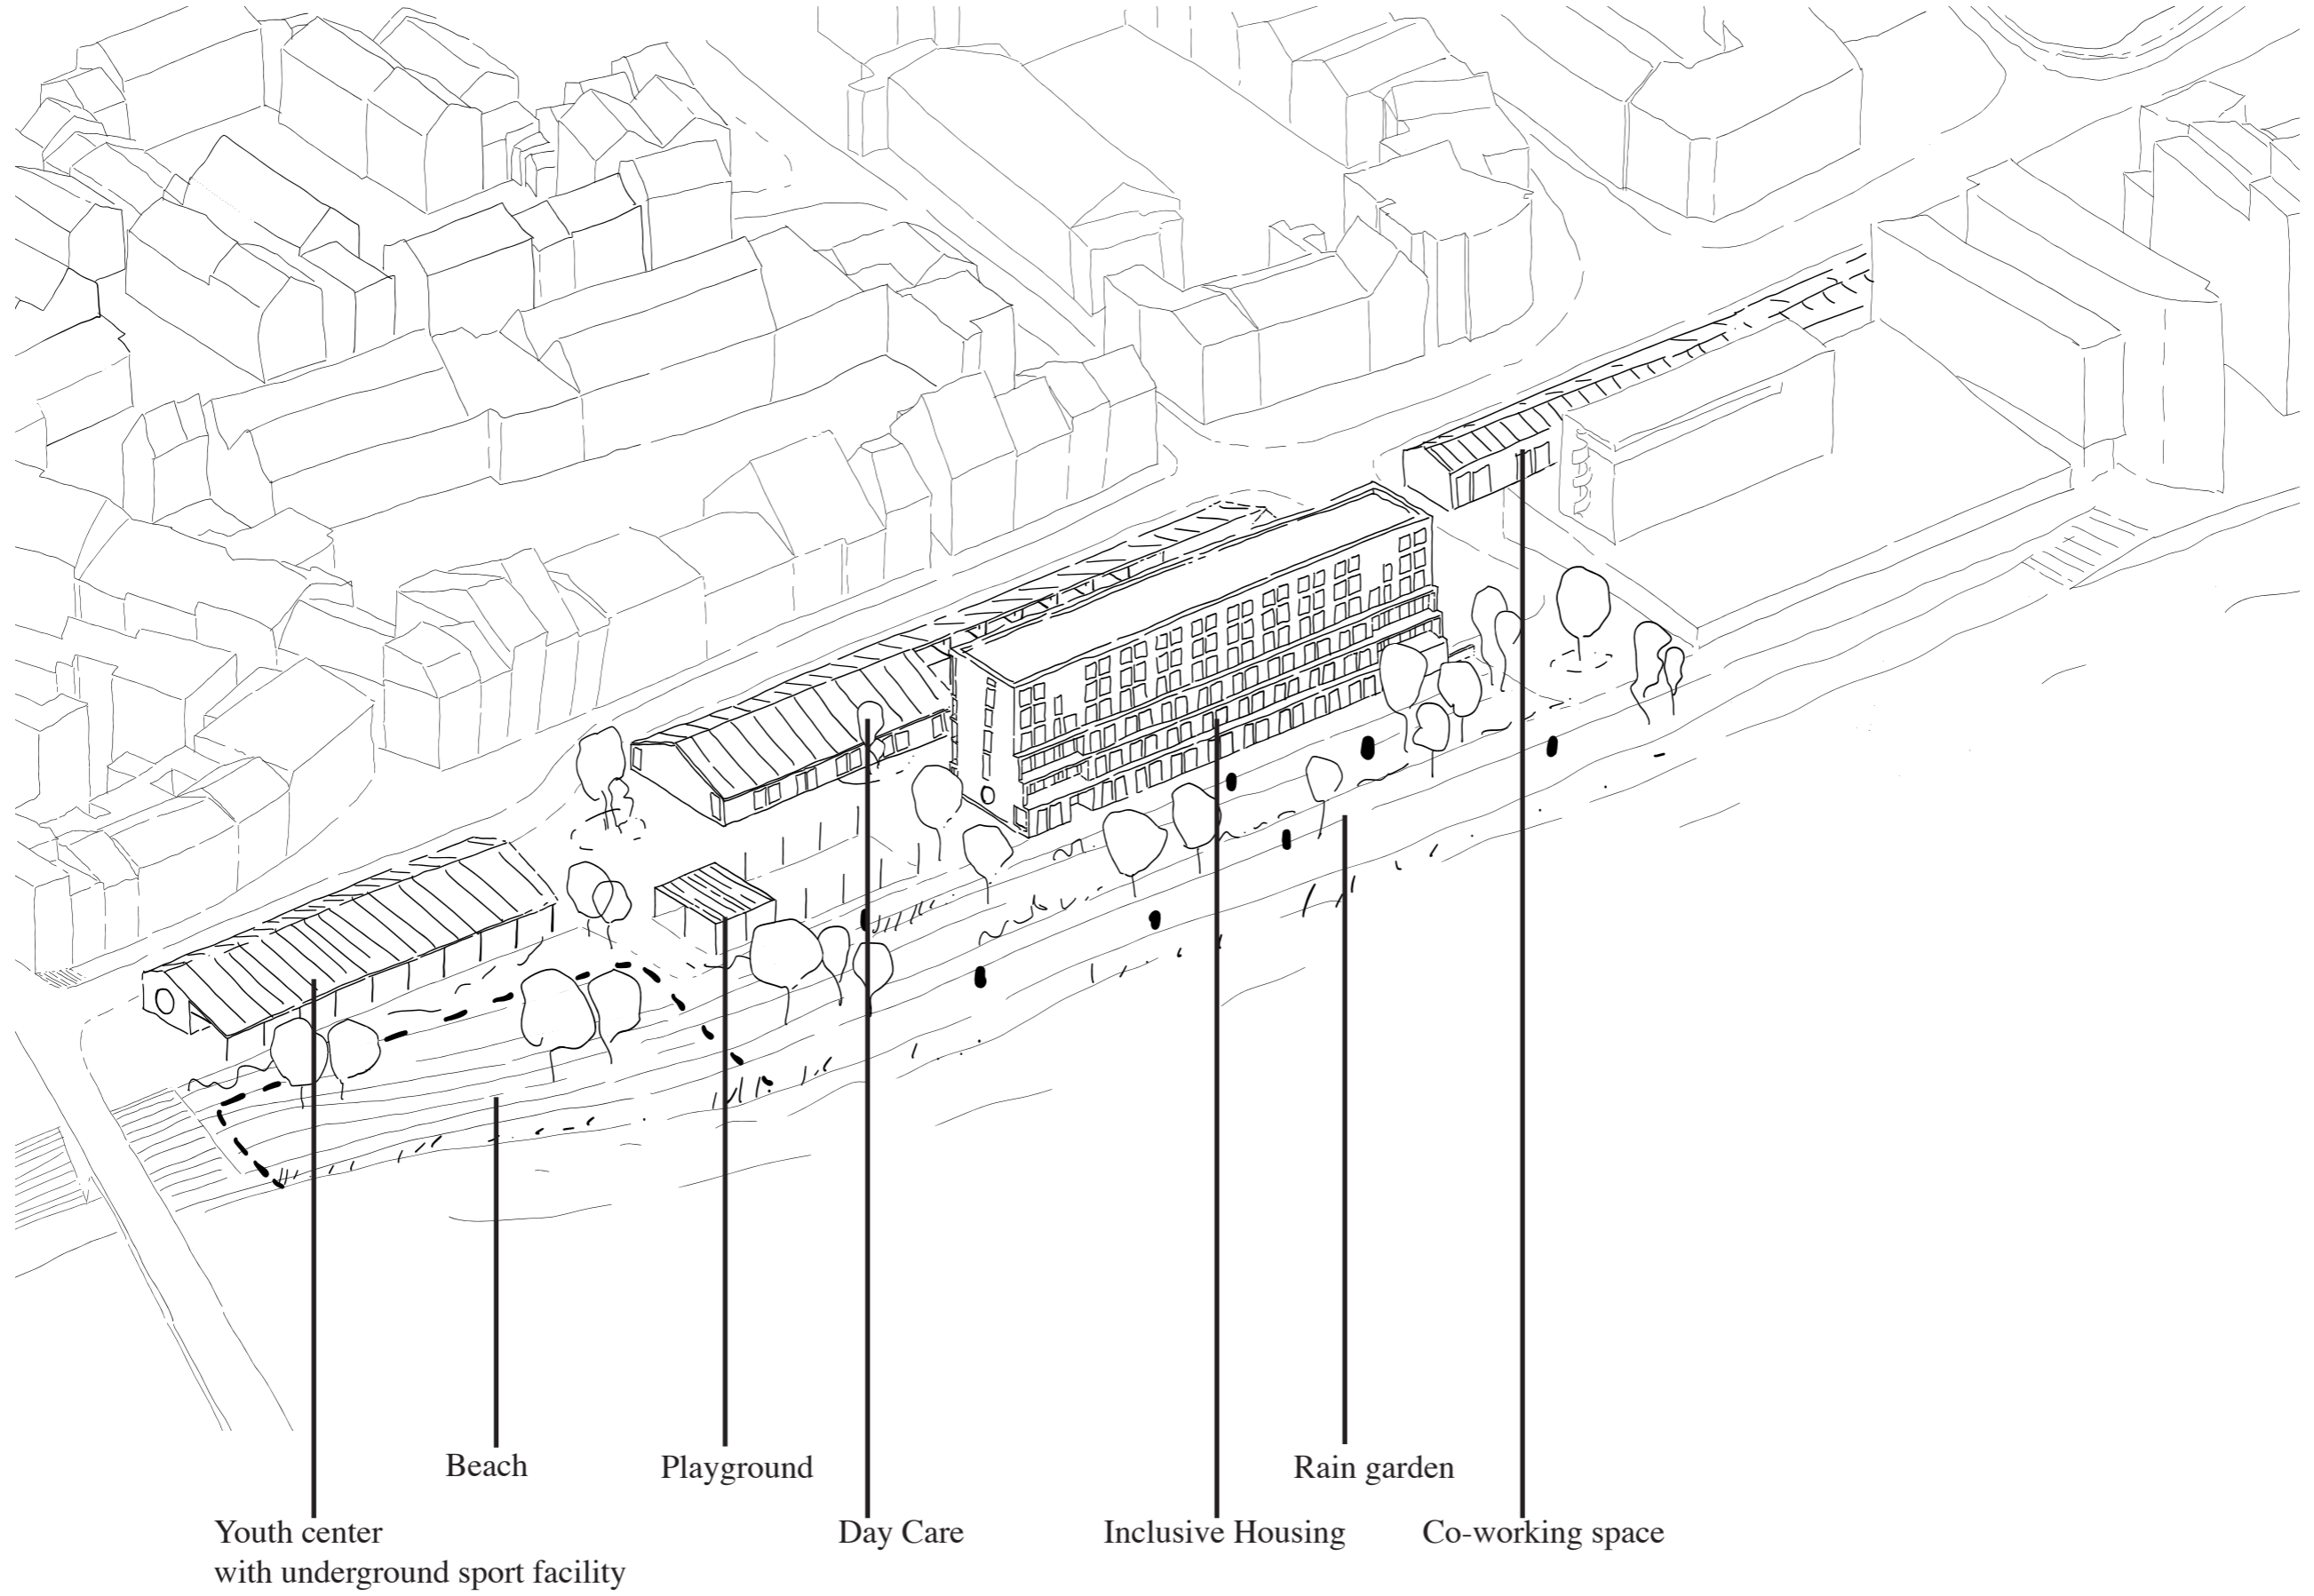 Beach
Playground
Rain garden
Youth center
with underground sport facility
Day Care
Inclusive Housing
Co-working space